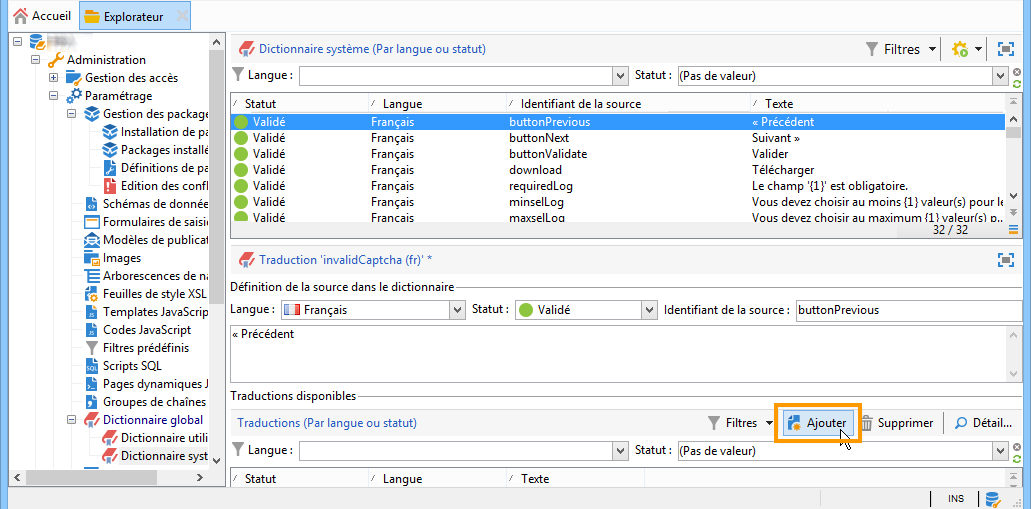 Accueil Explorateur
Administration
Gestion des accès
Paramétrage
Gestion des package
Installation de pa
Packages installé
Définitions de pa
Edition des confl
Schémas de donnée
Formulaires de saisie
Modèles de publicat
Images
Arborescences de na
Feuilles de style XSL
Templates JavaScrip
Codes JavaScript
Filtres prédéfinis
Scripts SQL
Pages dynamiques J
Groupes de chaînes
Dictionnaire global
Dictionnaire utili
Dictionnaire syst
Dictionnaire système (Par langue ou statut) Filtres
Langue : Statut : (Pas de valeur)
Statut Langue Identifiant de la source Texte
Validé Français buttonPrevious « Précédent
Validé Français buttonNext Suivant »
Validé Français buttonValidate Valider
Validé Français download Télécharger
Validé Français requiredLog Le champ '{1}' est obligatoire.
Validé Français minselLog Vous devez choisir au moins {1} valeur(s) pour le
Validé Français maxselLog Vous devez choisir au maximum {1} valeur(s) p...
32 / 32
Traduction 'invalidCaptcha (fr)' *
Définition de la source dans le dictionnaire
Langue : Français Statut : Validé Identifiant de la source : buttonPrevious
« Précédent
Traductions disponibles
Traductions (Par langue ou statut) Filtres Ajouter Supprimer Détail...
Langue : Statut : (Pas de valeur)
Statut Langue Texte
INS